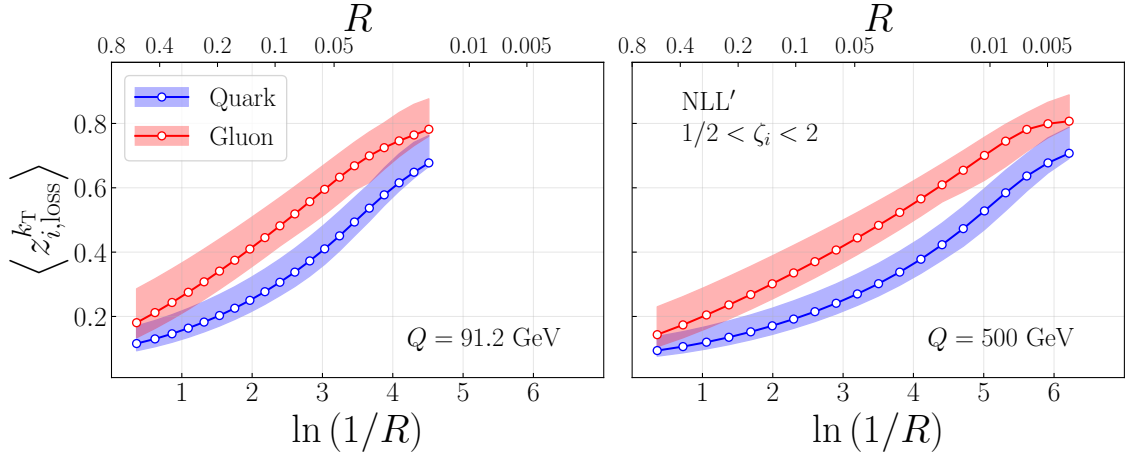 R
R
0.8 0.4 0.2 0.1 0.05 0.01 0.005
0.8 0.4 0.2 0.1 0.05 0.01 0.005
Quark
Gluon
NLL′
1/2 < ζ_i < 2
0.8
0.6
0.4
0.2
⟨z_{i,loss}^{k_T}⟩
Q = 91.2 GeV
Q = 500 GeV
1 2 3 4 5 6
1 2 3 4 5 6
ln (1/R)
ln (1/R)